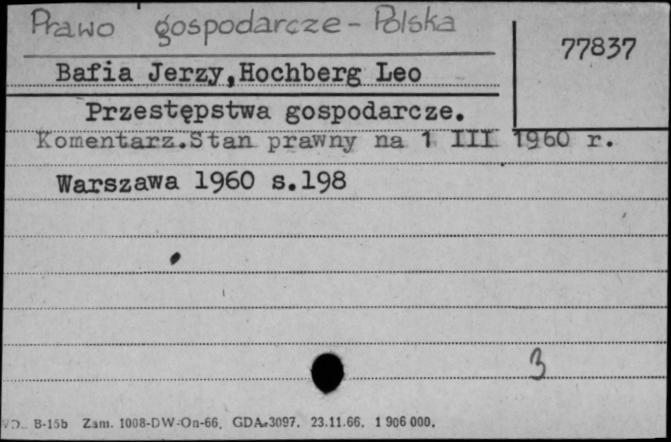 Prawo gospodarcze - Polska
77837
Bafia Jerzy,Hochberg Leo
Przestępstwa gospodarcze.
Komentarz.Stan prawny na 1 III 1960 r.
Warszawa 1960 s.198
3
B-15b Zam. 1008-DW-On-66. GDA-3097. 23.11.66. 1 906 000.